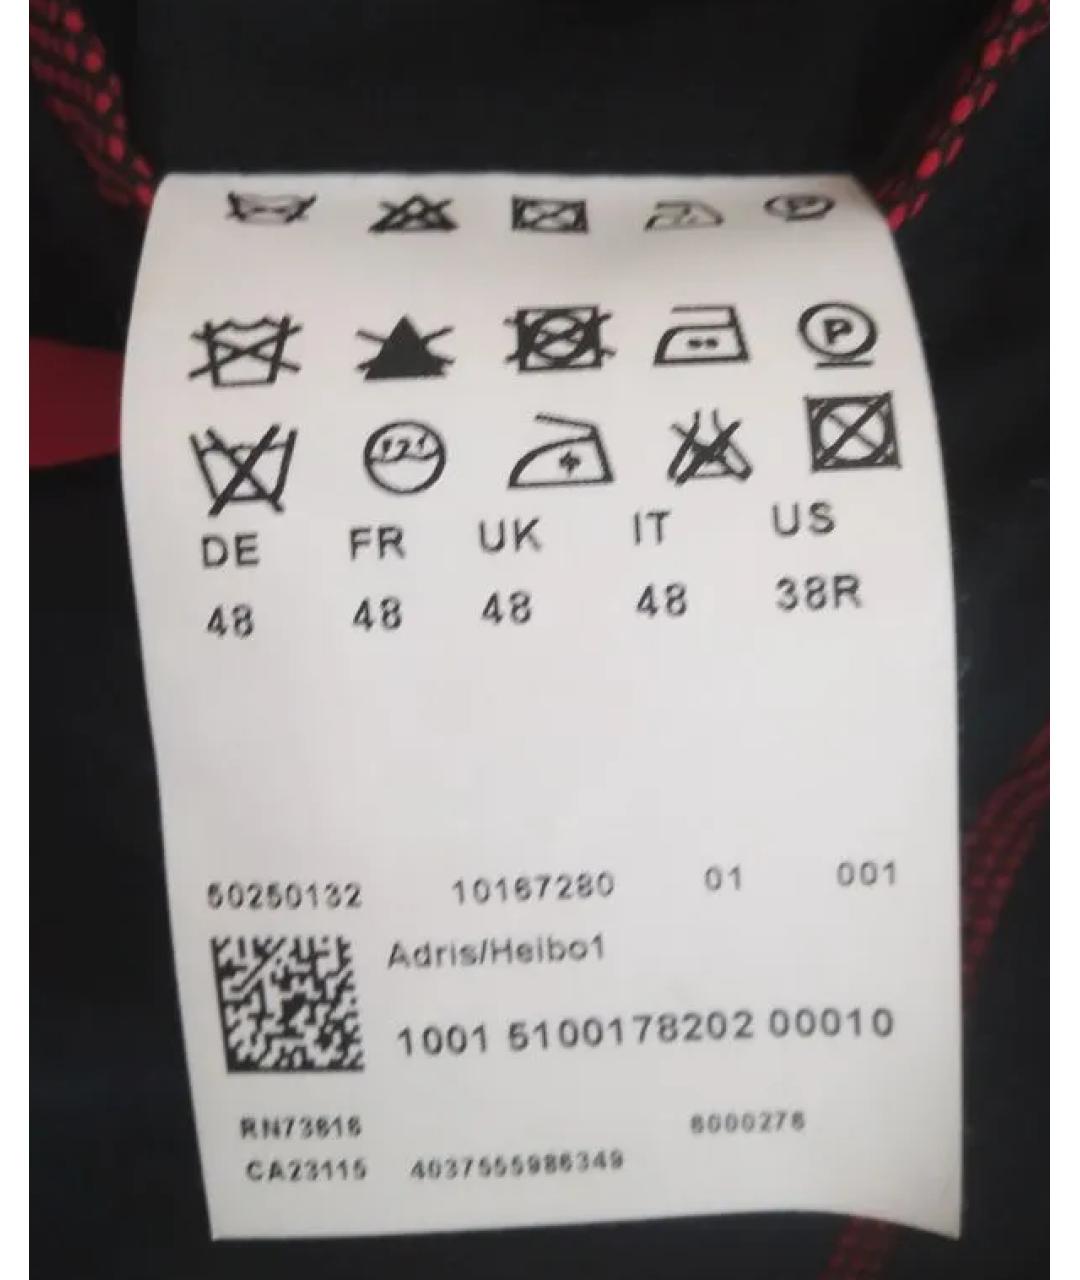 P
P
DE FR UK IT US
48 48 48 48 38R
50250132 10167280 01 001
Adris/Heibo1
1001 5100178202 00010
RN73616 6000276
CA23115 4037555986349